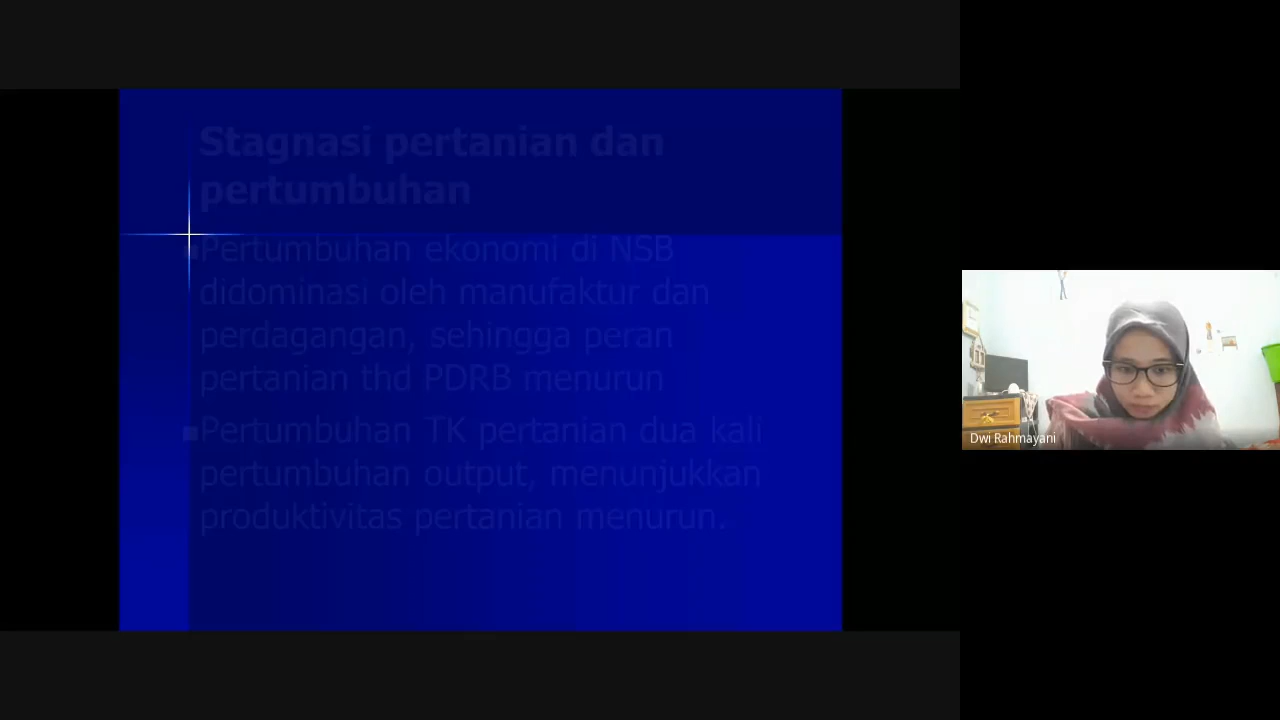 Stagnasi pertanian dan
pertumbuhan
Pertumbuhan ekonomi di NSB
didominasi oleh manufaktur dan
perdagangan, sehingga peran
pertanian thd PDRB menurun
Pertumbuhan TK pertanian dua kali
pertumbuhan output, menunjukkan
produktivitas pertanian menurun.
Dwi Rahmayani